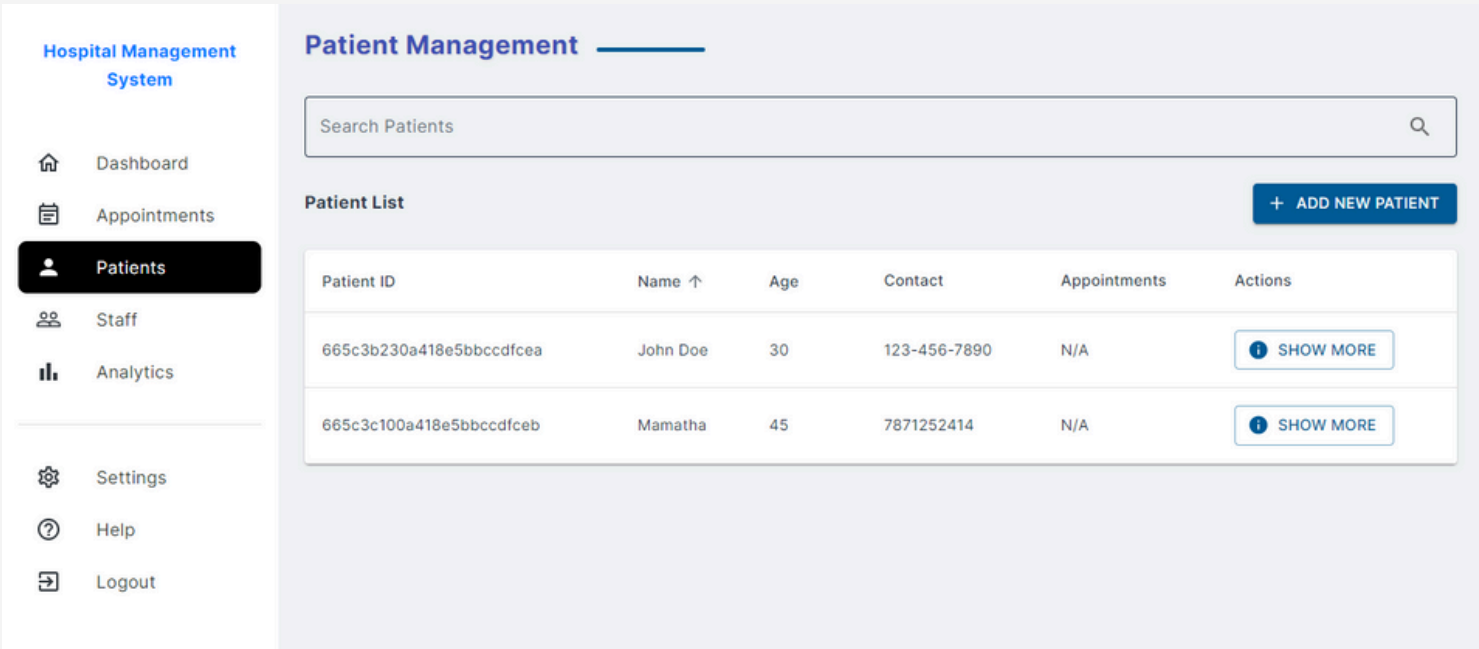 Hospital Management
System
Dashboard
Appointments
Patients
Staff
Analytics
Settings
Help
Logout
Patient Management
Search Patients
Patient List
+ ADD NEW PATIENT
Patient ID Name ↑ Age Contact Appointments Actions
665c3b230a418e5bbccdfcea John Doe 30 123-456-7890 N/A SHOW MORE
665c3c100a418e5bbccdfceb Mamatha 45 7871252414 N/A SHOW MORE